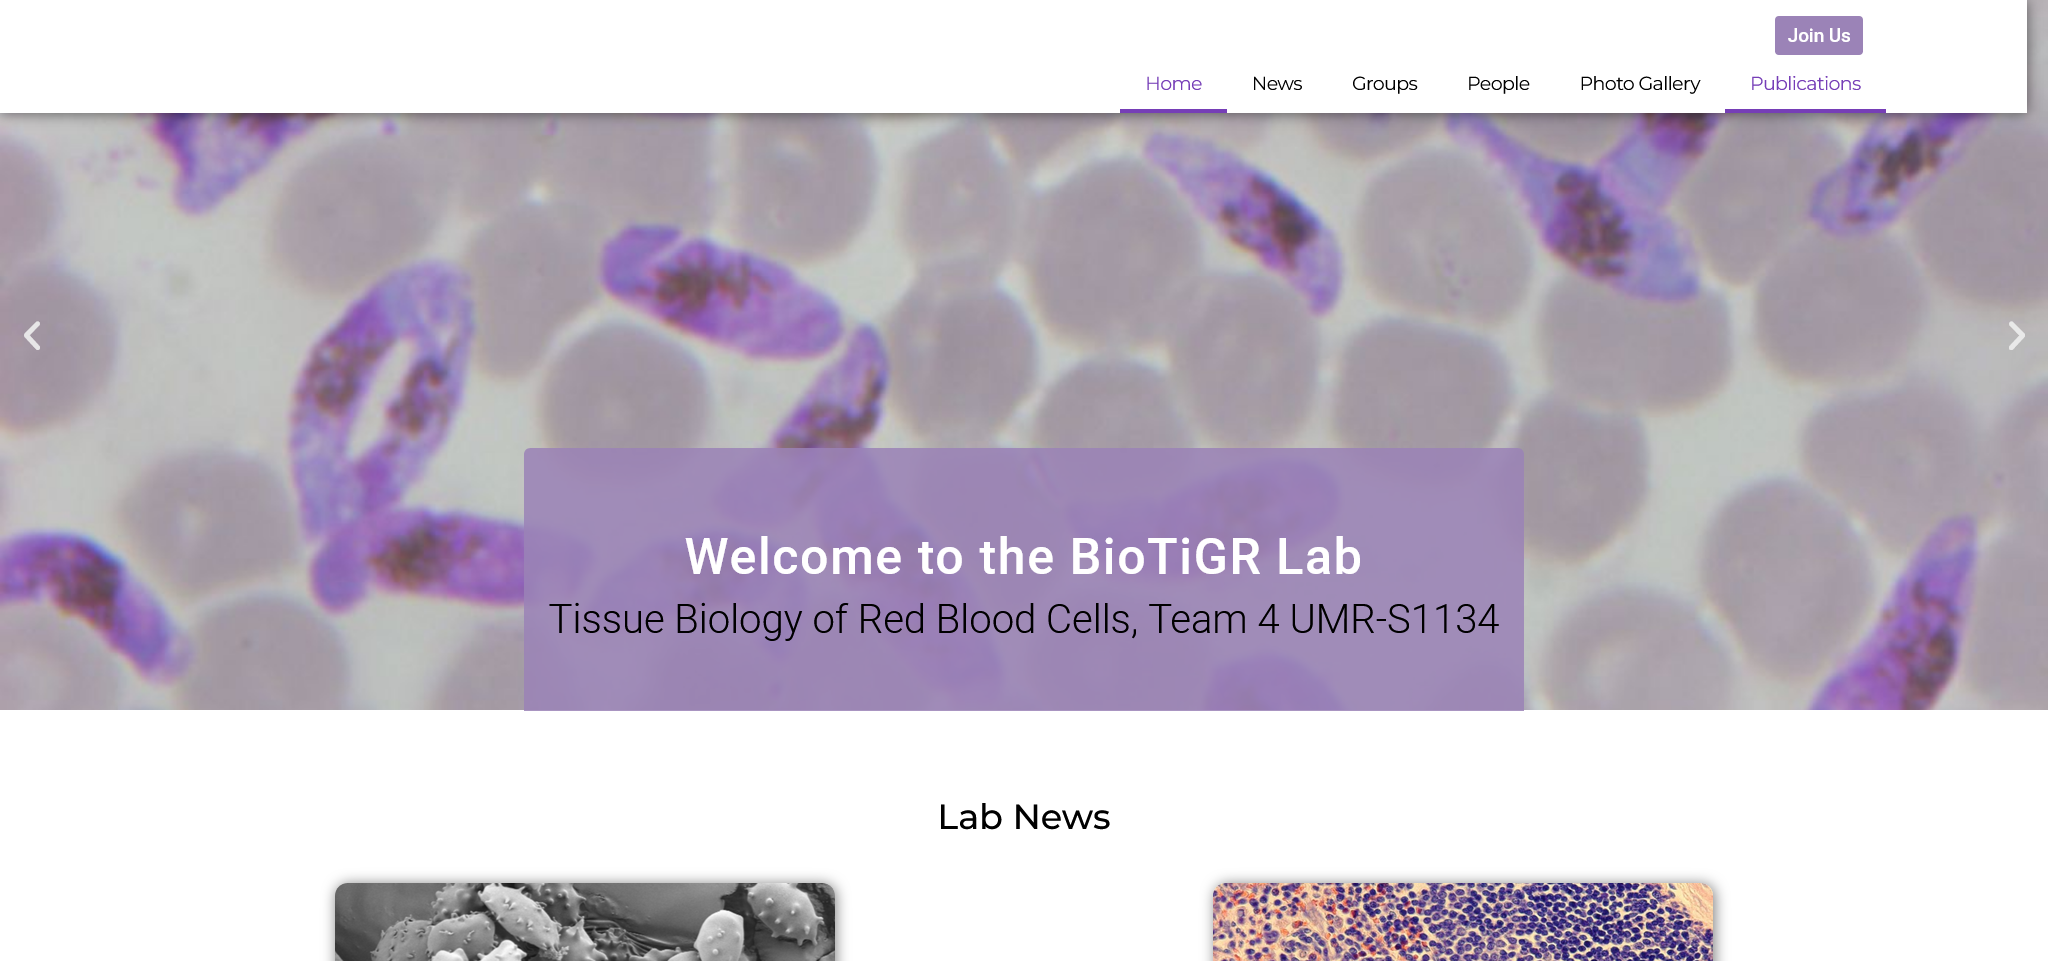 Join Us
Home News Groups People Photo Gallery Publications
Welcome to the BioTiGR Lab
Tissue Biology of Red Blood Cells, Team 4 UMR-S1134
Lab News